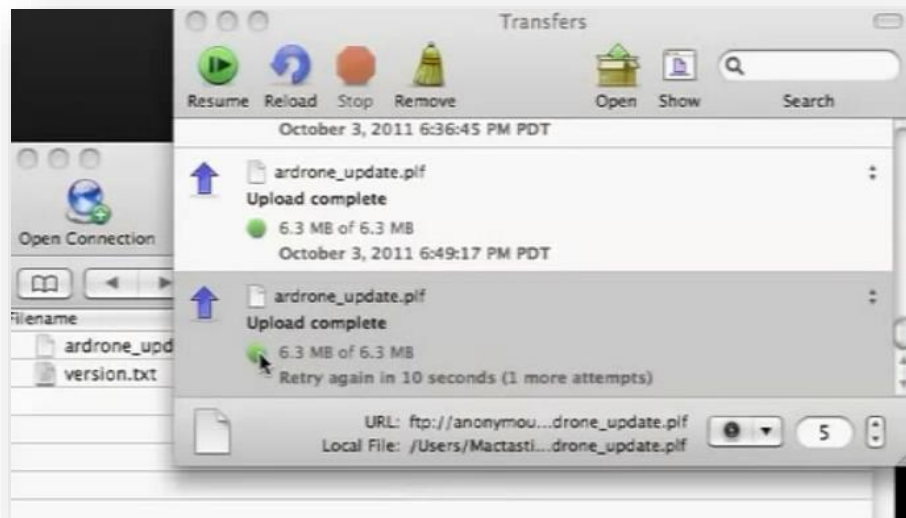 Transfers
Resume Reload Stop Remove Open Show Search
October 3, 2011 6:36:45 PM PDT
ardrone_update.plf
Upload complete
6.3 MB of 6.3 MB
October 3, 2011 6:49:17 PM PDT
ardrone_update.plf
Upload complete
6.3 MB of 6.3 MB
Retry again in 10 seconds (1 more attempts)
URL: ftp://anonymou...drone_update.plf
Local File: /Users/Mactasti...drone_update.plf
5
Open Connection
Filename
ardrone_upd
version.txt